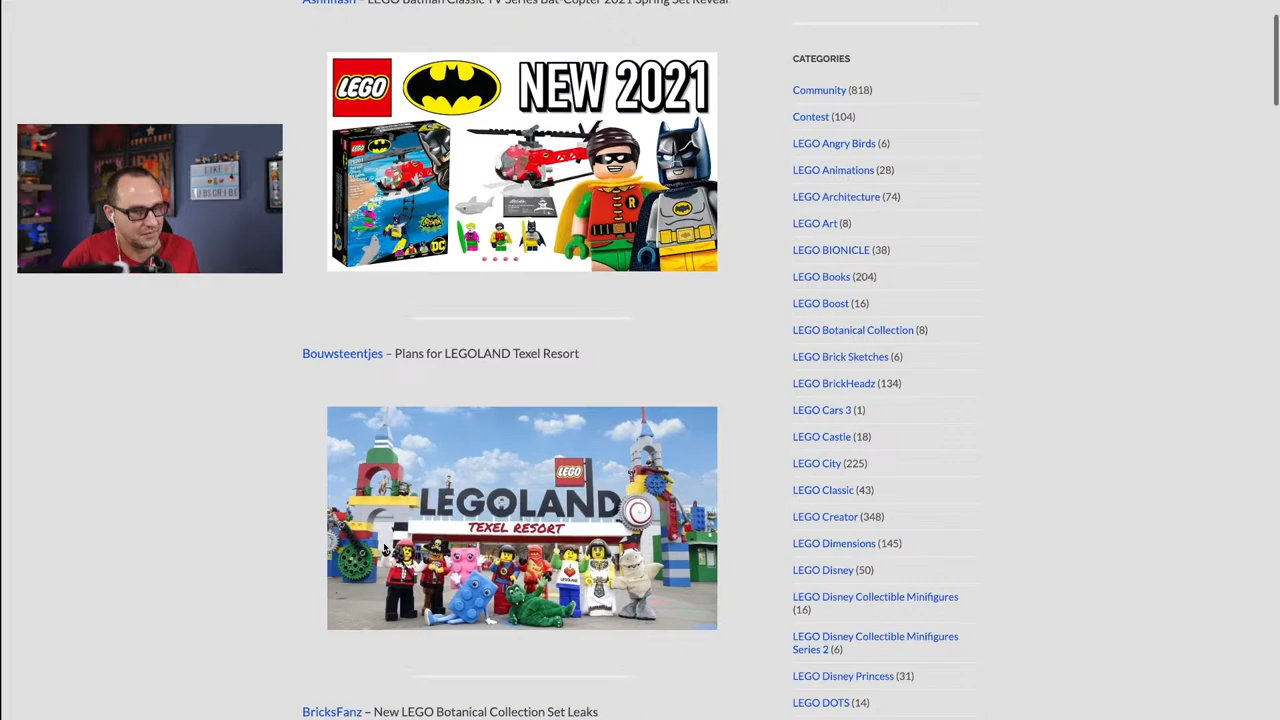 Ashnflash – LEGO Batman Classic TV Series Bat-Copter 2021 Spring Set Reveal
LEGO
NEW 2021
LEGO
DC
R
LIKE
&
SUBSCRIBE
Bouwsteentjes – Plans for LEGOLAND Texel Resort
LEGO
LEGOLAND
TEXEL RESORT
I
LEGOLAND
BricksFanz – New LEGO Botanical Collection Set Leaks
CATEGORIES
Community (818)
Contest (104)
LEGO Angry Birds (6)
LEGO Animations (28)
LEGO Architecture (74)
LEGO Art (8)
LEGO BIONICLE (38)
LEGO Books (204)
LEGO Boost (16)
LEGO Botanical Collection (8)
LEGO Brick Sketches (6)
LEGO BrickHeadz (134)
LEGO Cars 3 (1)
LEGO Castle (18)
LEGO City (225)
LEGO Classic (43)
LEGO Creator (348)
LEGO Dimensions (145)
LEGO Disney (50)
LEGO Disney Collectible Minifigures
(16)
LEGO Disney Collectible Minifigures
Series 2 (6)
LEGO Disney Princess (31)
LEGO DOTS (14)